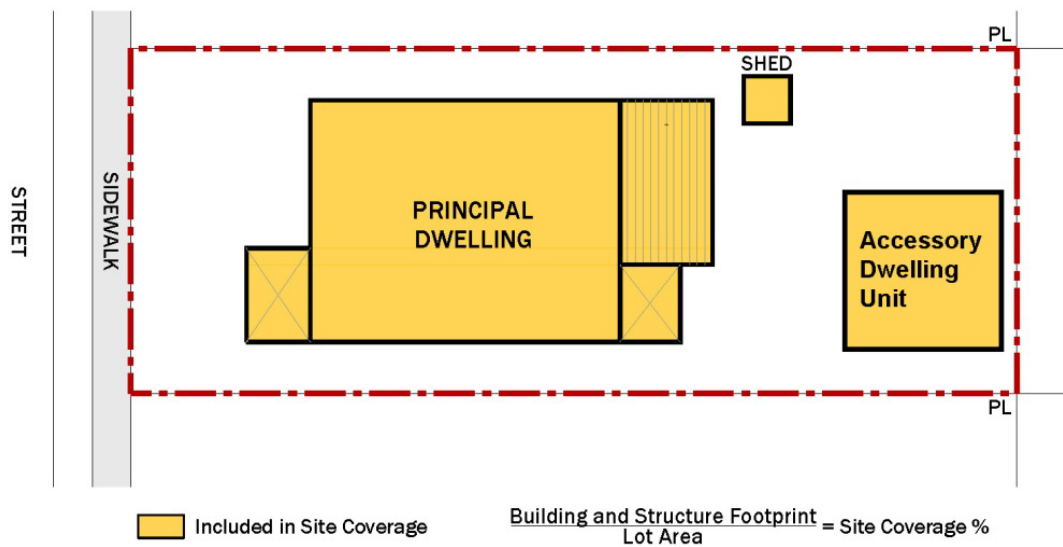 PL
SHED
STREET
SIDEWALK
PRINCIPAL
DWELLING
Accessory
Dwelling
Unit
PL
Included in Site Coverage
Building and Structure Footprint
Lot Area
= Site Coverage %